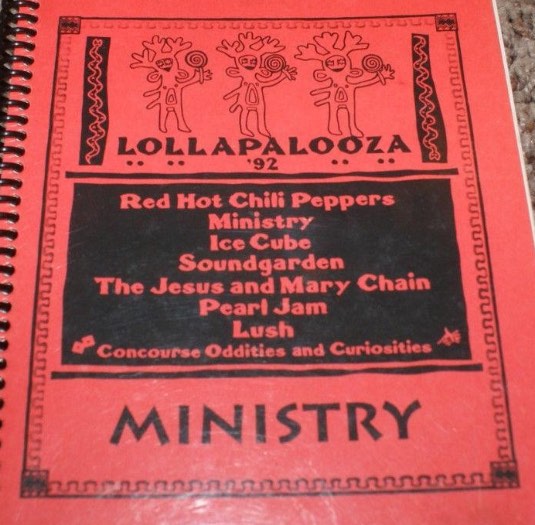 LOLLAPALOOZA
'92
Red Hot Chili Peppers
Ministry
Ice Cube
Soundgarden
The Jesus and Mary Chain
Pearl Jam
Lush
Concourse Oddities and Curiosities
MINISTRY